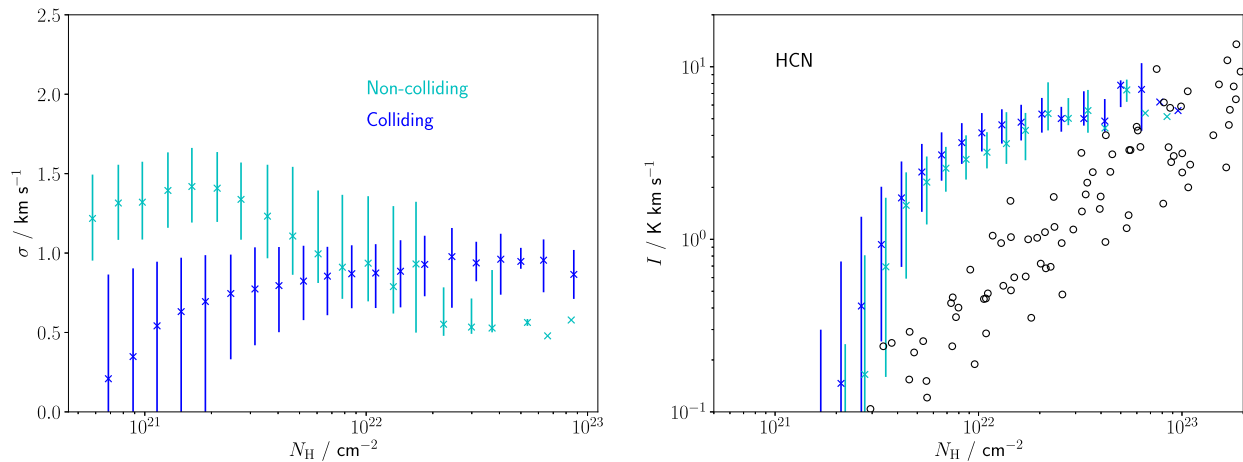 2.5
2.0
1.5
1.0
0.5
0.0
σ / km s⁻¹
Non-colliding
Colliding
10²¹
10²²
10²³
N_H / cm⁻²
HCN
10¹
10⁰
10⁻¹
I / K km s⁻¹
10²¹
10²²
10²³
N_H / cm⁻²